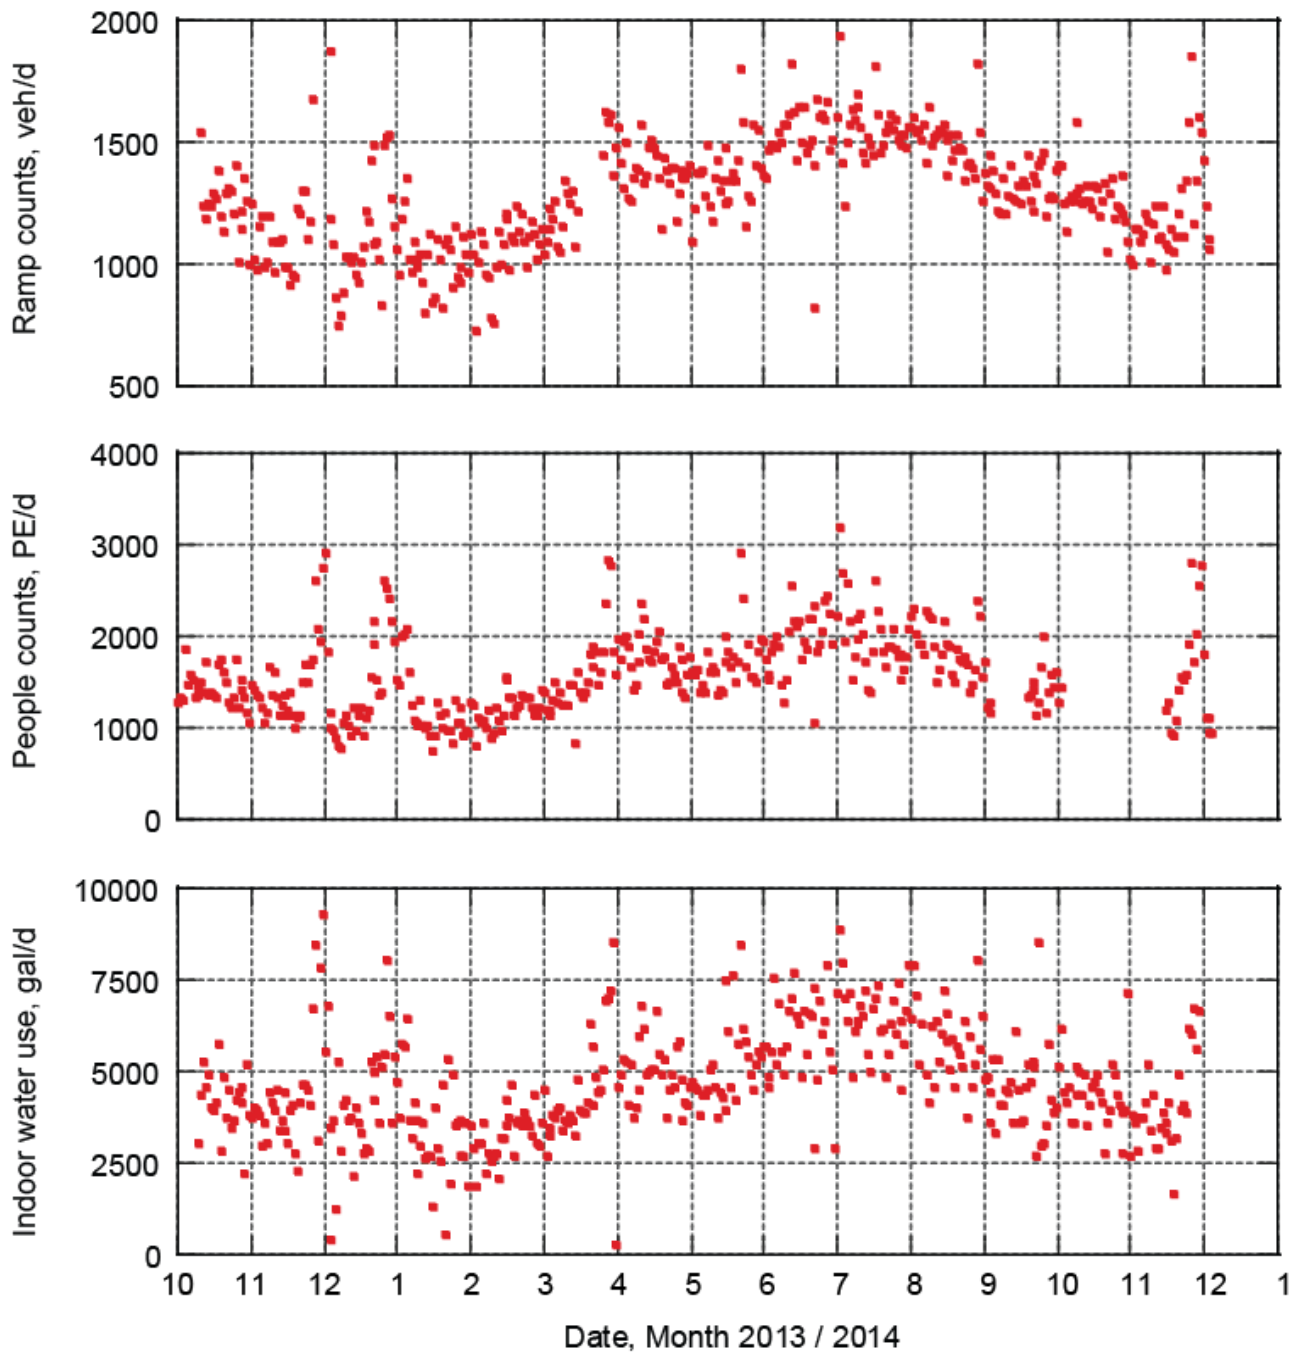 2000
1500
1000
500
Ramp counts, veh/d
4000
3000
2000
1000
0
People counts, PE/d
10000
7500
5000
2500
0
Indoor water use, gal/d
10 11 12 1 2 3 4 5 6 7 8 9 10 11 12 1
Date, Month 2013 / 2014